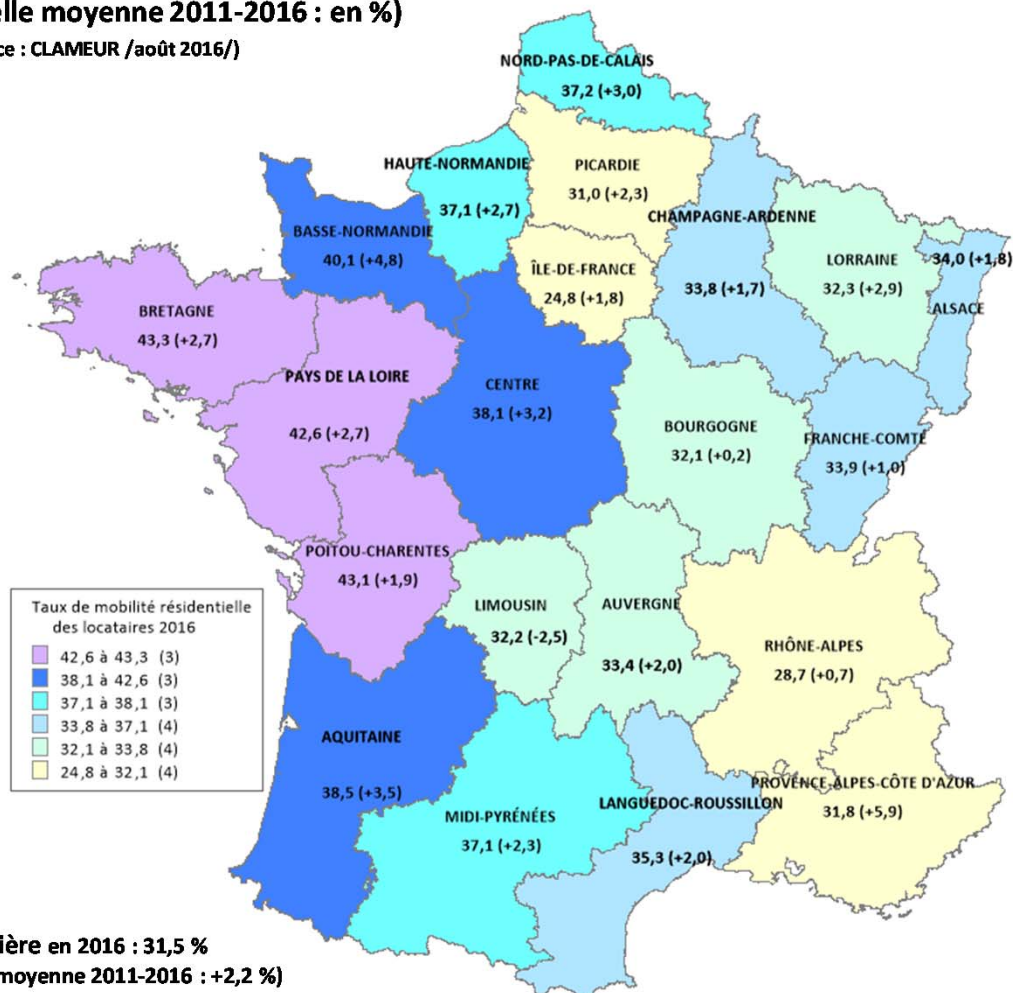 elle moyenne 2011-2016 : en %)
ce : CLAMEUR /août 2016/)
NORD-PAS-DE-CALAIS
37,2 (+3,0)
HAUTE-NORMANDIE
37,1 (+2,7)
PICARDIE
31,0 (+2,3)
CHAMPAGNE-ARDENNE
33,8 (+1,7)
BASSE-NORMANDIE
40,1 (+4,8)
ÎLE-DE-FRANCE
24,8 (+1,8)
LORRAINE
32,3 (+2,9)
34,0 (+1,8)
ALSACE
BRETAGNE
43,3 (+2,7)
PAYS DE LA LOIRE
42,6 (+2,7)
CENTRE
38,1 (+3,2)
BOURGOGNE
32,1 (+0,2)
FRANCHE-COMTÉ
33,9 (+1,0)
POITOU-CHARENTES
43,1 (+1,9)
LIMOUSIN
32,2 (-2,5)
AUVERGNE
33,4 (+2,0)
RHÔNE-ALPES
28,7 (+0,7)
Taux de mobilité résidentielle
des locataires 2016
42,6 à 43,3 (3)
38,1 à 42,6 (3)
37,1 à 38,1 (3)
33,8 à 37,1 (4)
32,1 à 33,8 (4)
24,8 à 32,1 (4)
AQUITAINE
38,5 (+3,5)
MIDI-PYRÉNÉES
37,1 (+2,3)
LANGUEDOC-ROUSSILLON
35,3 (+2,0)
PROVENCE-ALPES-CÔTE D'AZUR
31,8 (+5,9)
ière en 2016 : 31,5 %
moyenne 2011-2016 : +2,2 %)